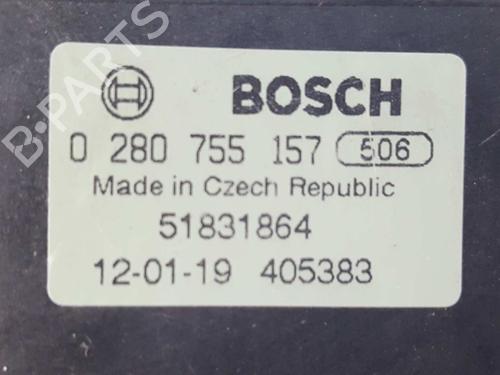 BOSCH
0 280 755 157 506
Made in Czech Republic
51831864
12-01-19 405383
B-PARTS